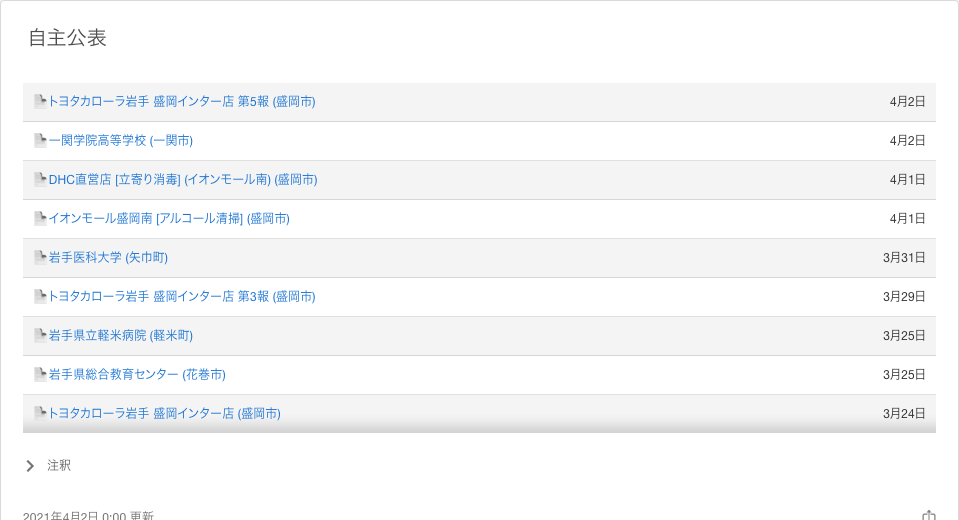 自主公表
トヨタカローラ岩手 盛岡インター店 第5報 (盛岡市) 4月2日
一関学院高等学校 (一関市) 4月2日
DHC直営店 [立寄り消毒] (イオンモール南) (盛岡市) 4月1日
イオンモール盛岡南 [アルコール清掃] (盛岡市) 4月1日
岩手医科大学 (矢巾町) 3月31日
トヨタカローラ岩手 盛岡インター店 第3報 (盛岡市) 3月29日
岩手県立軽米病院 (軽米町) 3月25日
岩手県総合教育センター (花巻市) 3月25日
トヨタカローラ岩手 盛岡インター店 (盛岡市) 3月24日
注釈
2021年4月2日 0:00 更新